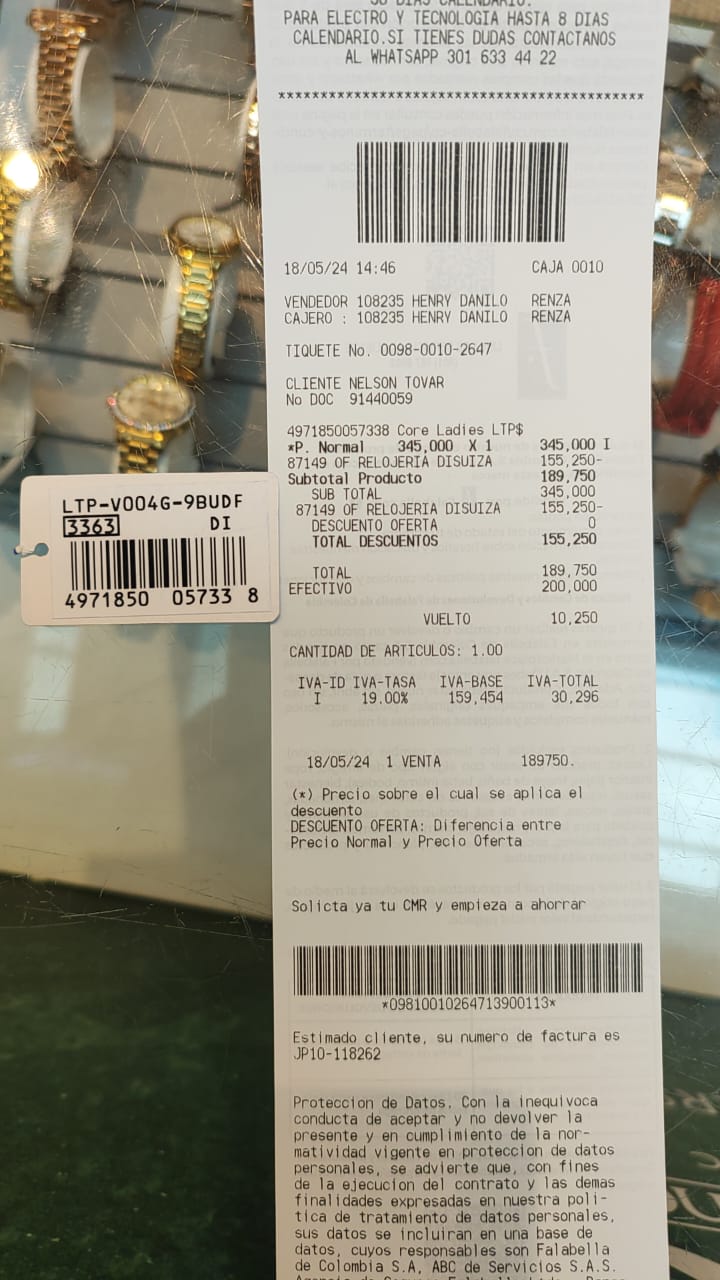 30 DIAS CALENDARIO.
PARA ELECTRO Y TECNOLOGIA HASTA 8 DIAS
CALENDARIO.SI TIENES DUDAS CONTACTANOS
AL WHATSAPP 301 633 44 22
******************************************
18/05/24 14:46 CAJA 0010
VENDEDOR 108235 HENRY DANILO RENZA
CAJERO : 108235 HENRY DANILO RENZA
TIQUETE No. 0098-0010-2647
CLIENTE NELSON TOVAR
No DOC 91440059
4971850057338 Core Ladies LTP$
*P. Normal 345,000 X 1 345,000 I
87149 OF RELOJERIA DISUIZA 155,250-
Subtotal Producto 189,750
SUB TOTAL 345,000
87149 OF RELOJERIA DISUIZA 155,250-
DESCUENTO OFERTA 0
TOTAL DESCUENTOS 155,250
TOTAL 189,750
EFECTIVO 200,000
VUELTO 10,250
CANTIDAD DE ARTICULOS: 1.00
IVA-ID IVA-TASA IVA-BASE IVA-TOTAL
I 19.00% 159,454 30,296
18/05/24 1 VENTA 189750.
(*) Precio sobre el cual se aplica el
descuento
DESCUENTO OFERTA: Diferencia entre
Precio Normal y Precio Oferta
Solicta ya tu CMR y empieza a ahorrar
*09810010264713900113*
Estimado cliente, su numero de factura es
JP10-118262
Proteccion de Datos. Con la inequivoca
conducta de aceptar y no devolver la
presente y en cumplimiento de la nor-
matividad vigente en proteccion de datos
personales, se advierte que, con fines
de la ejecucion del contrato y las demas
finalidades expresadas en nuestra poli-
tica de tratamiento de datos personales,
sus datos se incluiran en una base de
datos, cuyos responsables son Falabella
de Colombia S.A, ABC de Servicios S.A.S.
LTP-V004G-9BUDF
3363 DI
4971850 05733 8